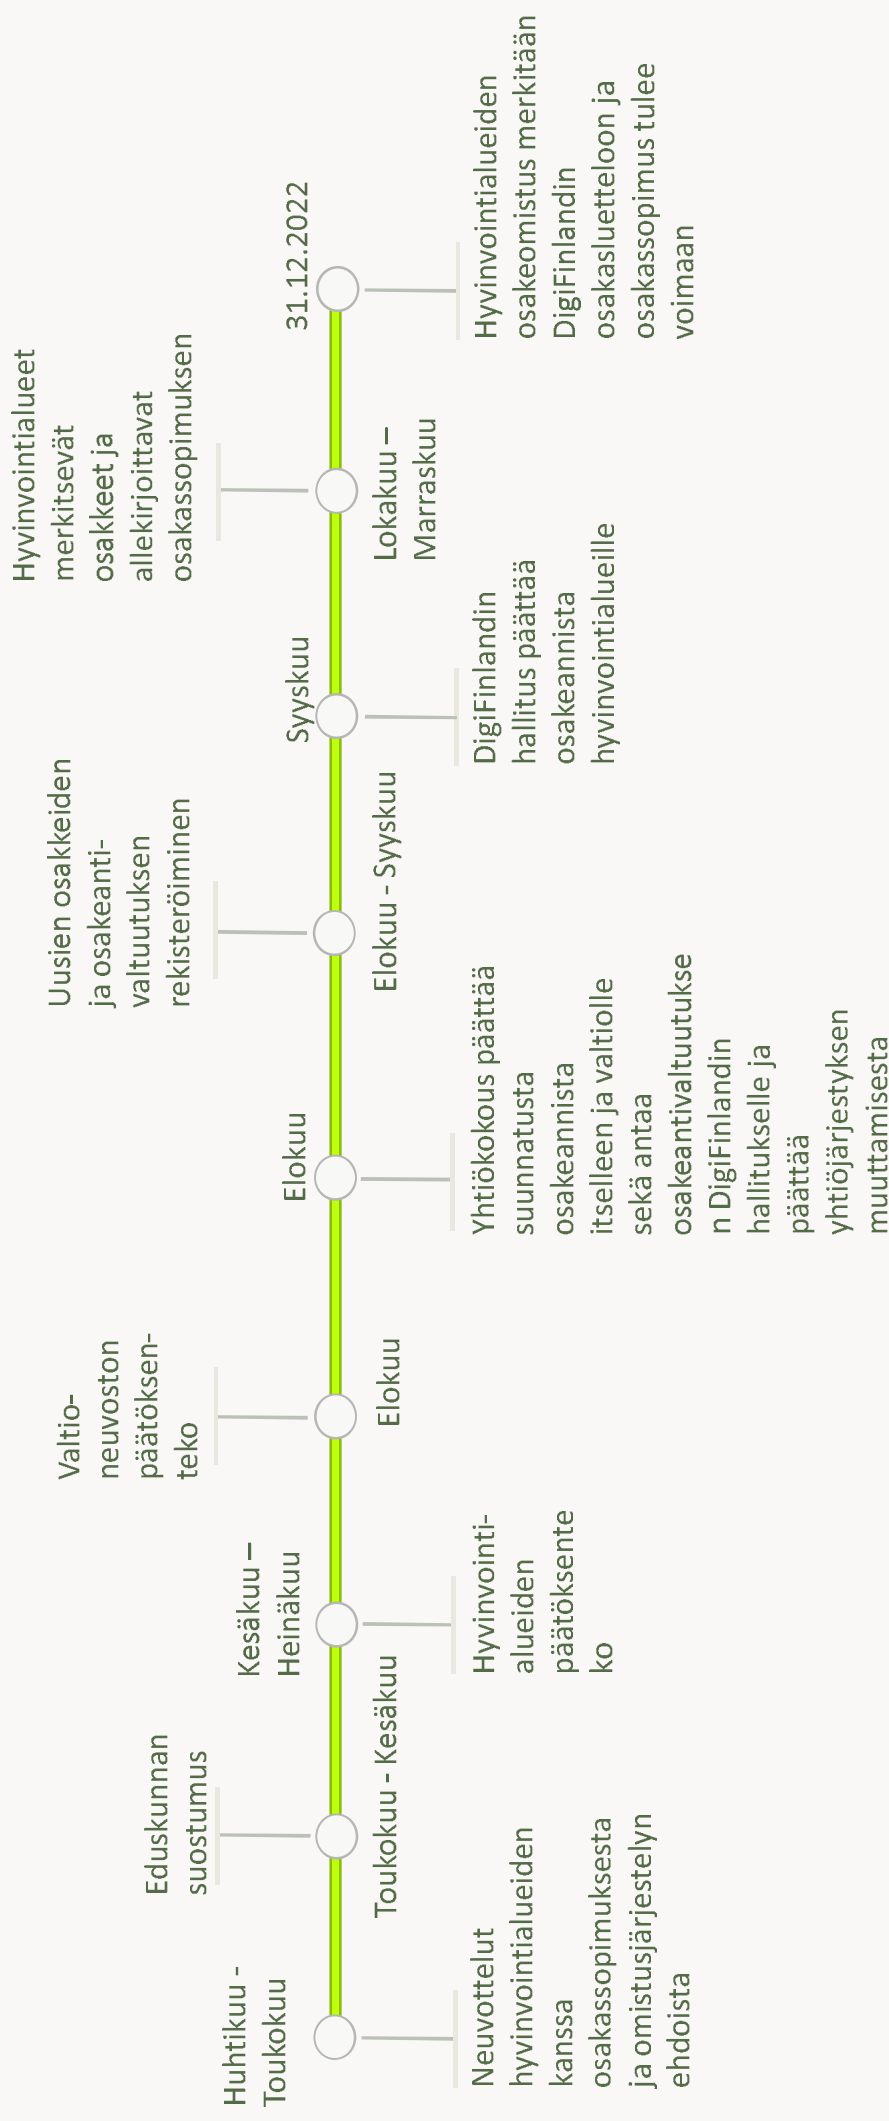 Huhtikuu -
Toukokuu
Neuvottelut
hyvinvointialueiden
kanssa
osakassopimuksesta
ja omistusjärjestelyn
ehdoista
Eduskunnan
suostumus
Toukokuu - Kesäkuu
Kesäkuu –
Heinäkuu
Hyvinvointi-
alueiden
päätöksente
ko
Valtio-
neuvoston
päätöksen-
teko
Elokuu
Elokuu
Yhtiökokous päättää
suunnatusta
osakeannista
itselleen ja valtiolle
sekä antaa
osakeantivaltuutukse
n DigiFinlandin
hallitukselle ja
päättää
yhtiöjärjestyksen
muuttamisesta
Uusien osakkeiden
ja osakeanti-
valtuutuksen
rekisteröiminen
Elokuu - Syyskuu
Syyskuu
DigiFinlandin
hallitus päättää
osakeannista
hyvinvointialueille
Hyvinvointialueet
merkitsevät
osakkeet ja
allekirjoittavat
osakassopimuksen
Lokakuu –
Marraskuu
31.12.2022
Hyvinvointialueiden
osakeomistus merkitään
DigiFinlandin
osakasluetteloon ja
osakassopimus tulee
voimaan